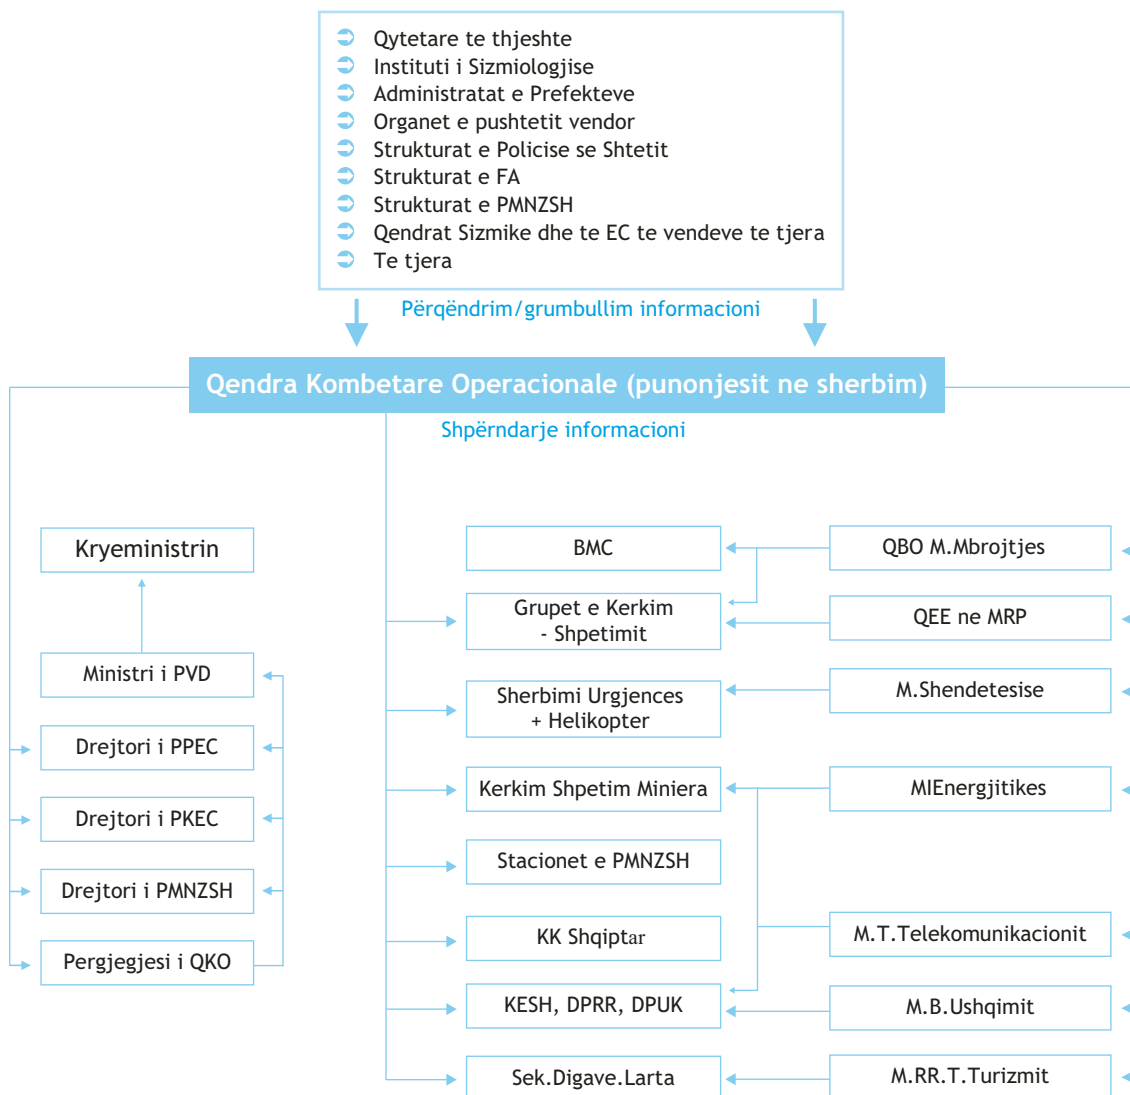 Qytetare te thjeshte
Instituti i Sizmiologjise
Administratat e Prefekteve
Organet e pushtetit vendor
Strukturat e Policise se Shtetit
Strukturat e FA
Strukturat e PMNZSH
Qendrat Sizmike dhe te EC te vendeve te tjera
Te tjera
Përqëndrim/grumbullim informacioni
Qendra Kombetare Operacionale (punonjesit ne sherbim)
Shpërndarje informacioni
Kryeministrin
Ministri i PVD
Drejtori i PPEC
Drejtori i PKEC
Drejtori i PMNZSH
Pergjegjesi i QKO
BMC
Grupet e Kerkim
- Shpetimit
Sherbimi Urgjences
+ Helikopter
Kerkim Shpetim Miniera
Stacionet e PMNZSH
KK Shqiptar
KESH, DPRR, DPUK
Sek.Digave.Larta
QBO M.Mbrojtjes
QEE ne MRP
M.Shendetesise
MIEnergjitikes
M.T.Telekomunikacionit
M.B.Ushqimit
M.RR.T.Turizmit